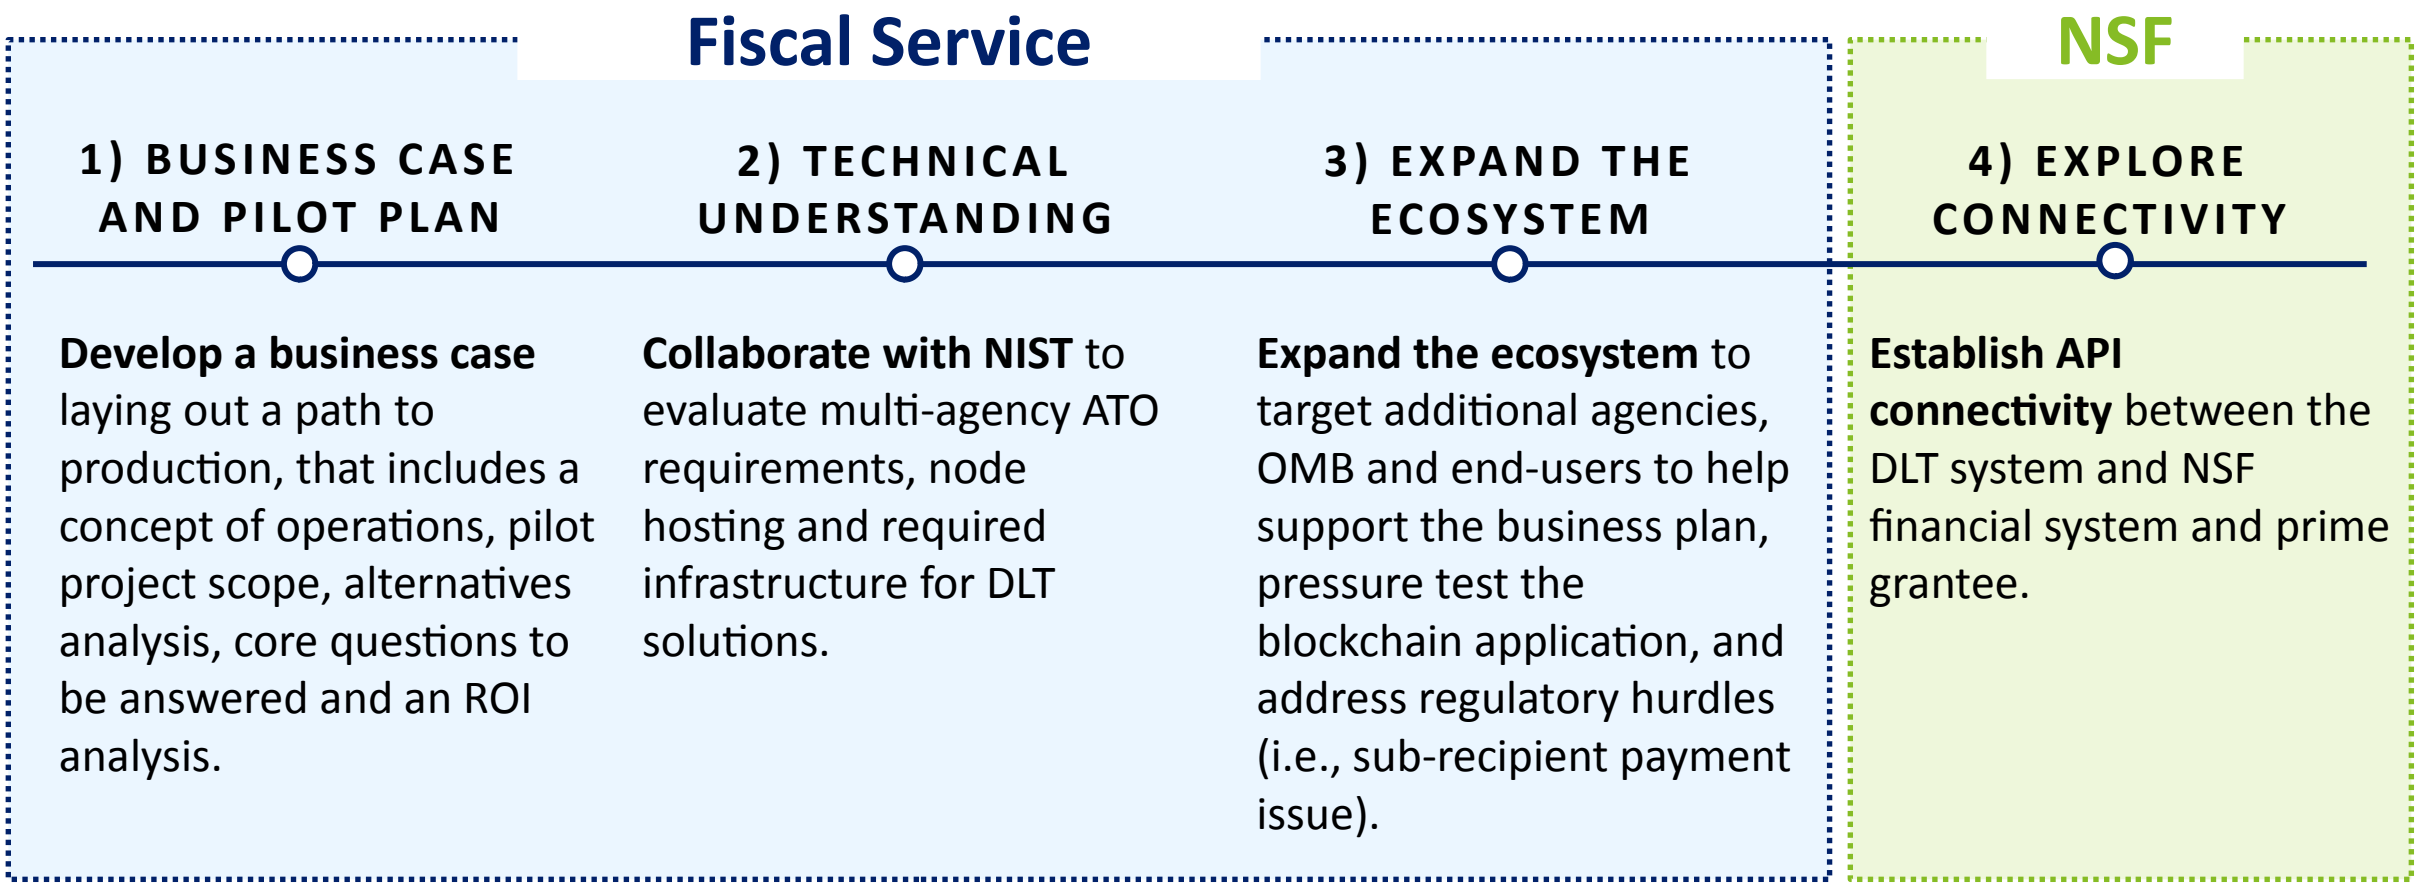 Fiscal Service
NSF
1) BUSINESS CASE
AND PILOT PLAN
2) TECHNICAL
UNDERSTANDING
3) EXPAND THE
ECOSYSTEM
4) EXPLORE
CONNECTIVITY
Develop a business case
laying out a path to
production, that includes a
concept of operations, pilot
project scope, alternatives
analysis, core questions to
be answered and an ROI
analysis.
Collaborate with NIST to
evaluate multi-agency ATO
requirements, node
hosting and required
infrastructure for DLT
solutions.
Expand the ecosystem to
target additional agencies,
OMB and end-users to help
support the business plan,
pressure test the
blockchain application, and
address regulatory hurdles
(i.e., sub-recipient payment
issue).
Establish API
connectivity between the
DLT system and NSF
financial system and prime
grantee.